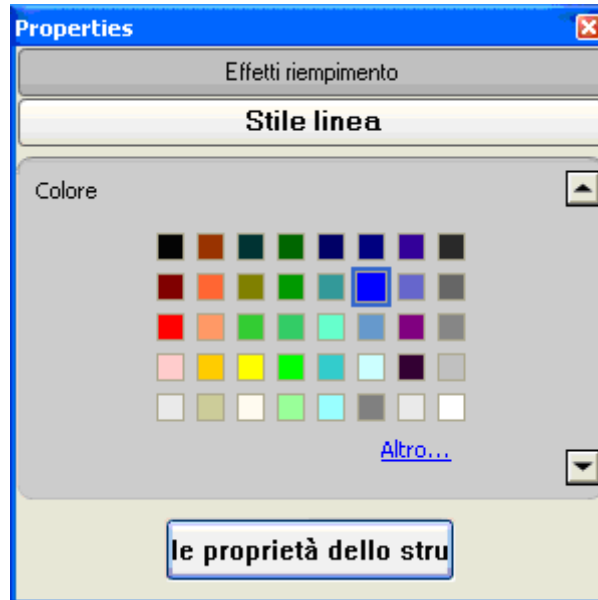 Properties
Effetti riempimento
Stile linea
Colore
Altro...
le proprietà dello stru